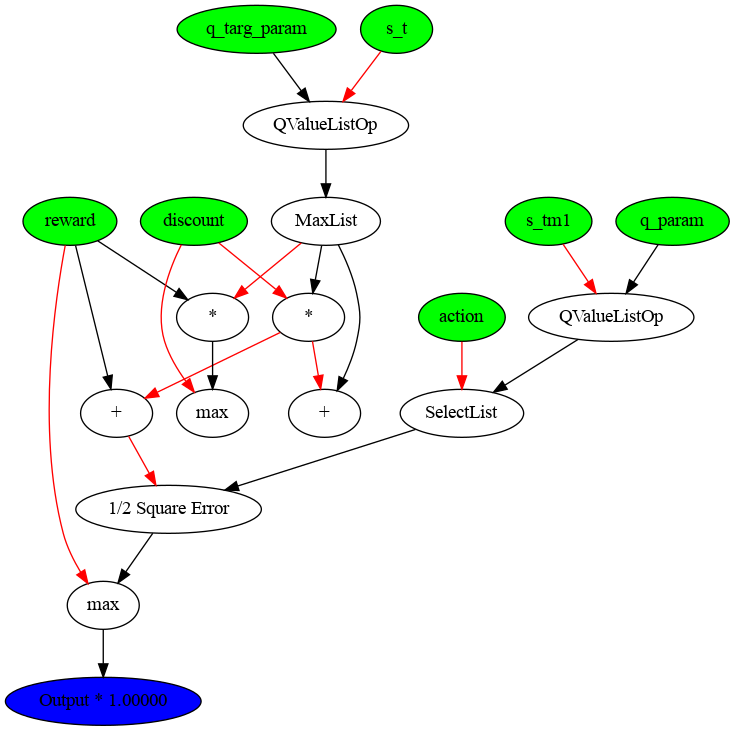 q_targ_param
s_t
QValueListOp
reward
discount
MaxList
s_tm1
q_param
*
*
action
QValueListOp
+
max
+
SelectList
1/2 Square Error
max
Output * 1.00000